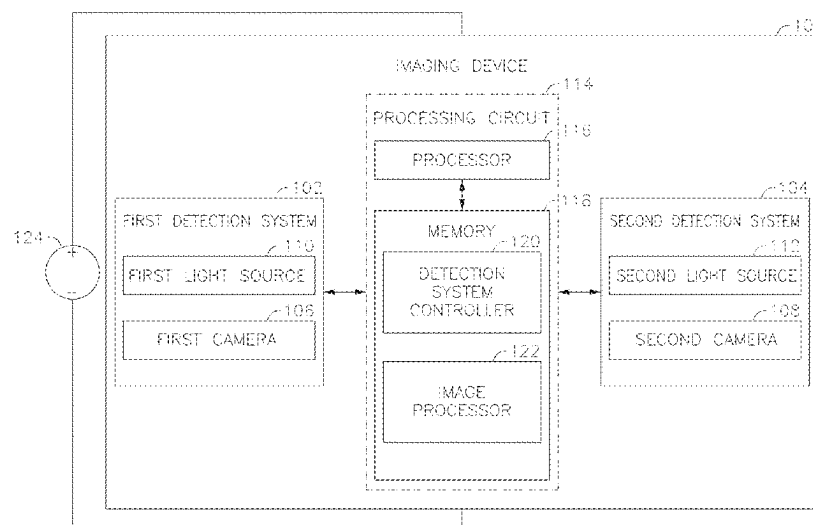 10
IMAGING DEVICE
114
PROCESSING CIRCUIT
116
PROCESSOR
102
FIRST DETECTION SYSTEM
110
FIRST LIGHT SOURCE
106
FIRST CAMERA
118
MEMORY
120
DETECTION
SYSTEM
CONTROLLER
122
IMAGE
PROCESSOR
104
SECOND DETECTION SYSTEM
112
SECOND LIGHT SOURCE
108
SECOND CAMERA
124
+
−